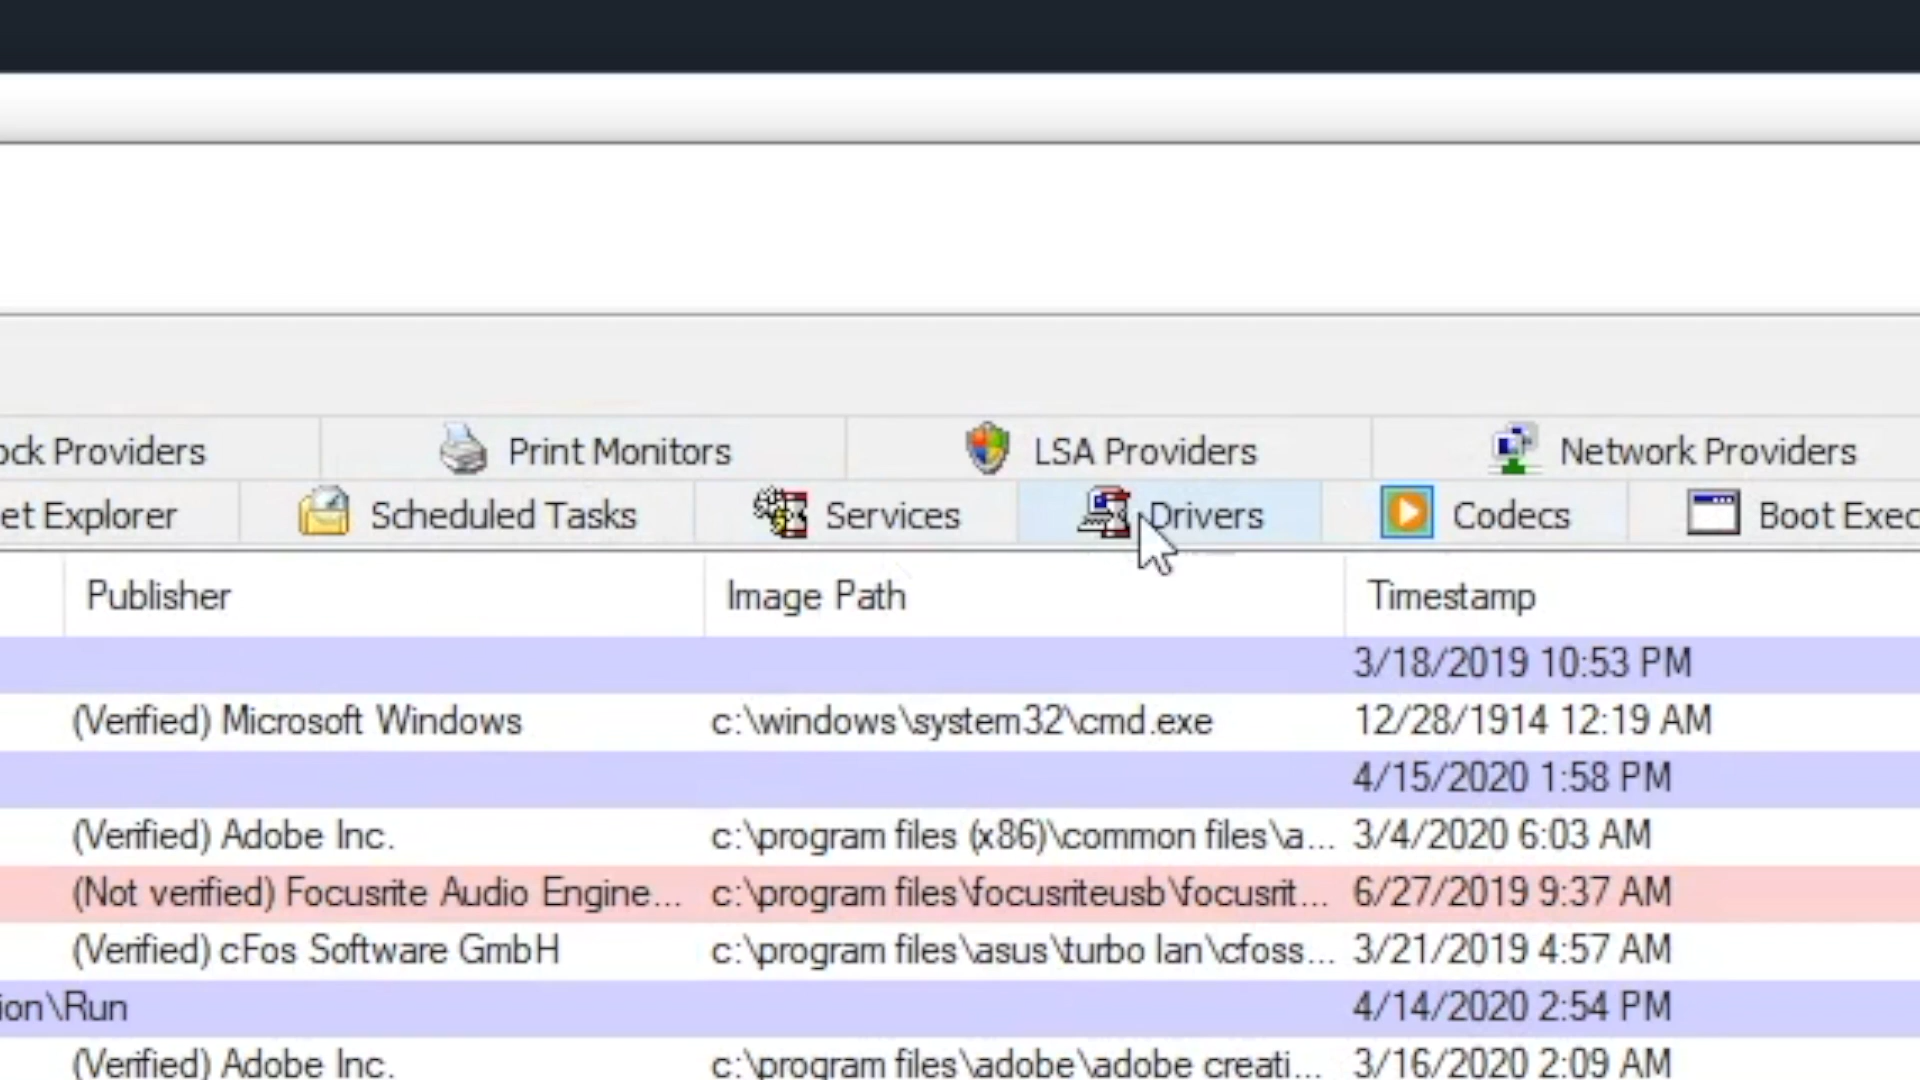 ock Providers Print Monitors LSA Providers Network Providers
et Explorer Scheduled Tasks Services Drivers Codecs Boot Exec
Publisher Image Path Timestamp
3/18/2019 10:53 PM
(Verified) Microsoft Windows c:\windows\system32\cmd.exe 12/28/1914 12:19 AM
4/15/2020 1:58 PM
(Verified) Adobe Inc. c:\program files (x86)\common files\a... 3/4/2020 6:03 AM
(Not verified) Focusrite Audio Engine... c:\program files\focusriteusb\focusrit... 6/27/2019 9:37 AM
(Verified) cFos Software GmbH c:\program files\asus\turbo lan\cfoss... 3/21/2019 4:57 AM
ion\Run 4/14/2020 2:54 PM
(Verified) Adobe Inc. c:\program files\adobe\adobe creati... 3/16/2020 2:09 AM